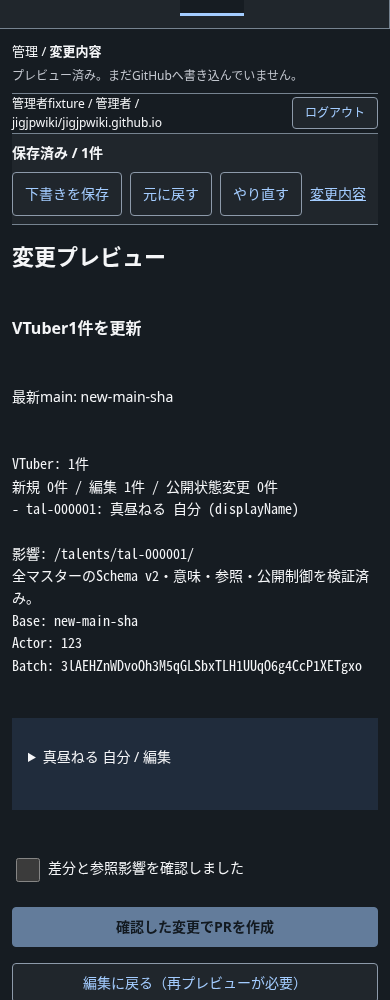 管理 / 変更内容
プレビュー済み。まだGitHubへ書き込んでいません。
管理者fixture / 管理者 /
jigjpwiki/jigjpwiki.github.io
ログアウト
保存済み / 1件
下書きを保存
元に戻す
やり直す
変更内容
変更プレビュー
VTuber1件を更新
最新main: new-main-sha
VTuber: 1件
新規 0件 / 編集 1件 / 公開状態変更 0件
- tal-000001: 真昼ねる 自分 (displayName)
影響: /talents/tal-000001/
全マスターのSchema v2・意味・参照・公開制御を検証済
み。
Base: new-main-sha
Actor: 123
Batch: 3lAEHZnWDvoOh3M5qGLSbxTLH1UUqO6g4CcP1XETgxo
▶ 真昼ねる 自分 / 編集
差分と参照影響を確認しました
確認した変更でPRを作成
編集に戻る（再プレビューが必要）